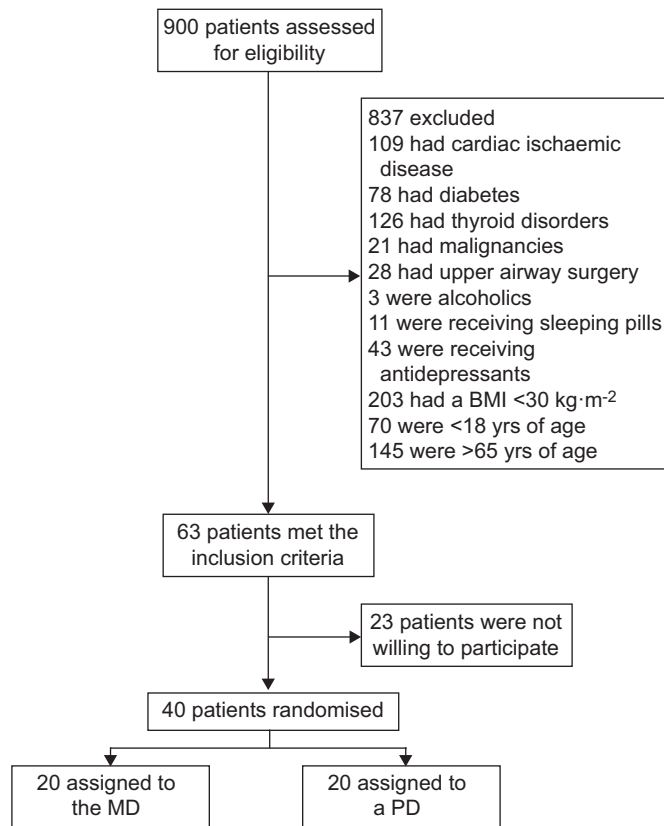 900 patients assessed
for eligibility
837 excluded
109 had cardiac ischaemic
disease
78 had diabetes
126 had thyroid disorders
21 had malignancies
28 had upper airway surgery
3 were alcoholics
11 were receiving sleeping pills
43 were receiving
antidepressants
203 had a BMI <30 kg·m-2
70 were <18 yrs of age
145 were >65 yrs of age
63 patients met the
inclusion criteria
23 patients were not
willing to participate
40 patients randomised
20 assigned to
the MD
20 assigned to
a PD